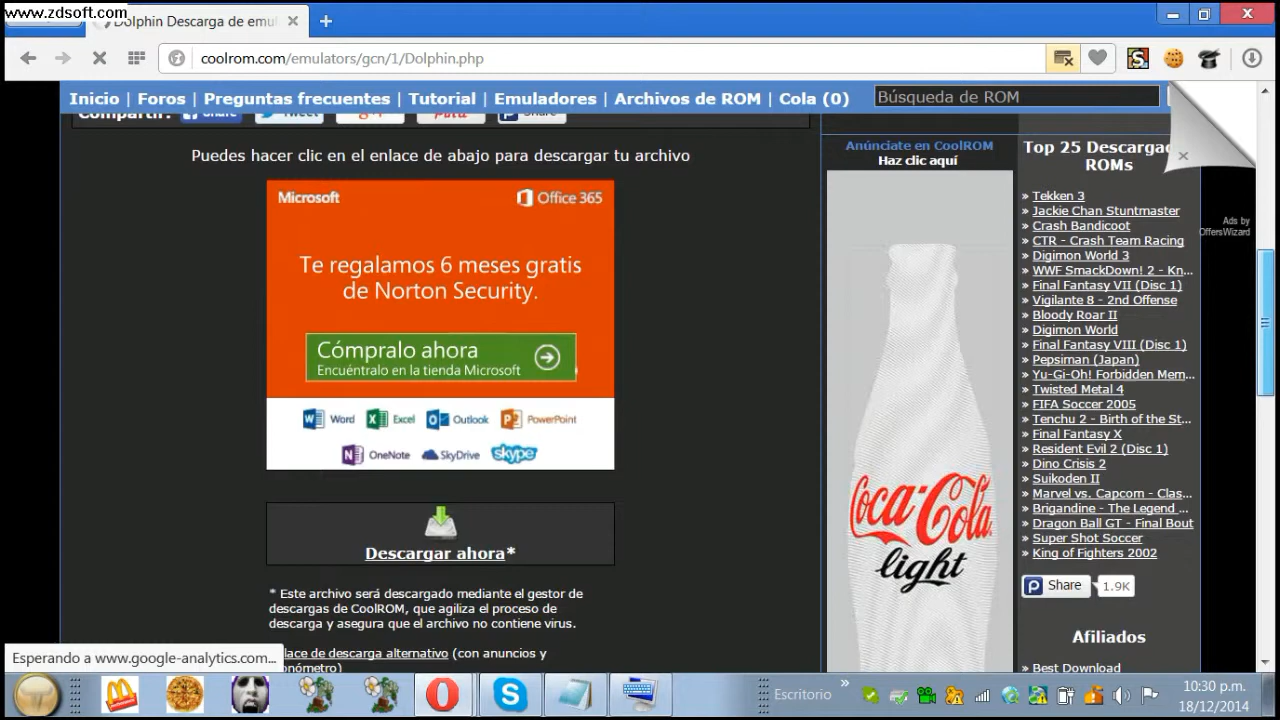 www.zdsoft.com
Dolphin Descarga de emul
coolrom.com/emulators/gcn/1/Dolphin.php
Inicio | Foros | Preguntas frecuentes | Tutorial | Emuladores | Archivos de ROM | Cola (0)
Búsqueda de ROM
Compartir:
Share
Tweet
Share
Puedes hacer clic en el enlace de abajo para descargar tu archivo
Microsoft
Office 365
Te regalamos 6 meses gratis
de Norton Security.
Cómpralo ahora
Encuéntralo en la tienda Microsoft
Word
Excel
Outlook
PowerPoint
OneNote
SkyDrive
skype
Descargar ahora*
* Este archivo será descargado mediante el gestor de
descargas de CoolROM, que agiliza el proceso de
descarga y asegura que el archivo no contiene virus.
lace de descarga alternativo (con anuncios y
onómetro)
Anúnciate en CoolROM
Haz clic aquí
Coca-Cola
light
Top 25 Descargad
ROMs
» Tekken 3
» Jackie Chan Stuntmaster
» Crash Bandicoot
» CTR - Crash Team Racing
» Digimon World 3
» WWF SmackDown! 2 - Kn...
» Final Fantasy VII (Disc 1)
» Vigilante 8 - 2nd Offense
» Bloody Roar II
» Digimon World
» Final Fantasy VIII (Disc 1)
» Pepsiman (Japan)
» Yu-Gi-Oh! Forbidden Mem...
» Twisted Metal 4
» FIFA Soccer 2005
» Tenchu 2 - Birth of the St...
» Final Fantasy X
» Resident Evil 2 (Disc 1)
» Dino Crisis 2
» Suikoden II
» Marvel vs. Capcom - Clas...
» Brigandine - The Legend ...
» Dragon Ball GT - Final Bout
» Super Shot Soccer
» King of Fighters 2002
Share
1.9K
Afiliados
» Best Download
Ads by
OffersWizard
Esperando a www.google-analytics.com...
Escritorio
»
10:30 p.m.
18/12/2014